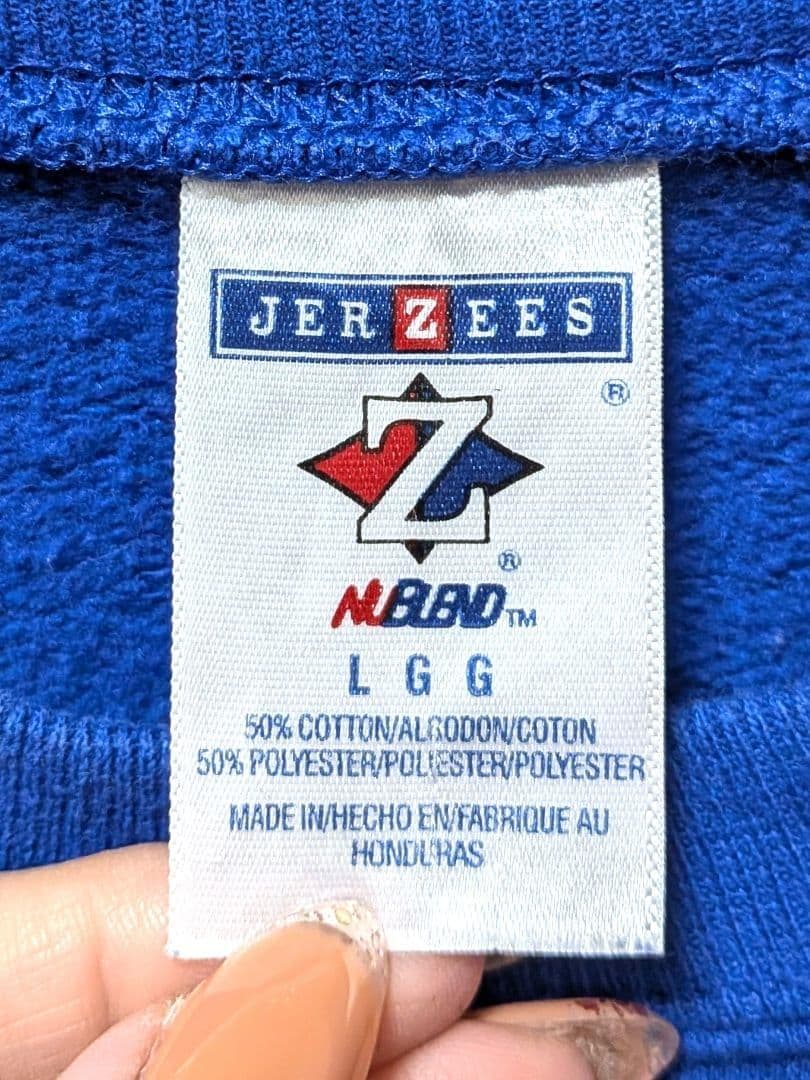 JERZEES
®
Z
®
NUBLEND™
L G G
50% COTTON/ALGODON/COTON
50% POLYESTER/POLIESTER/POLYESTER
MADE IN/HECHO EN/FABRIQUE AU
HONDURAS